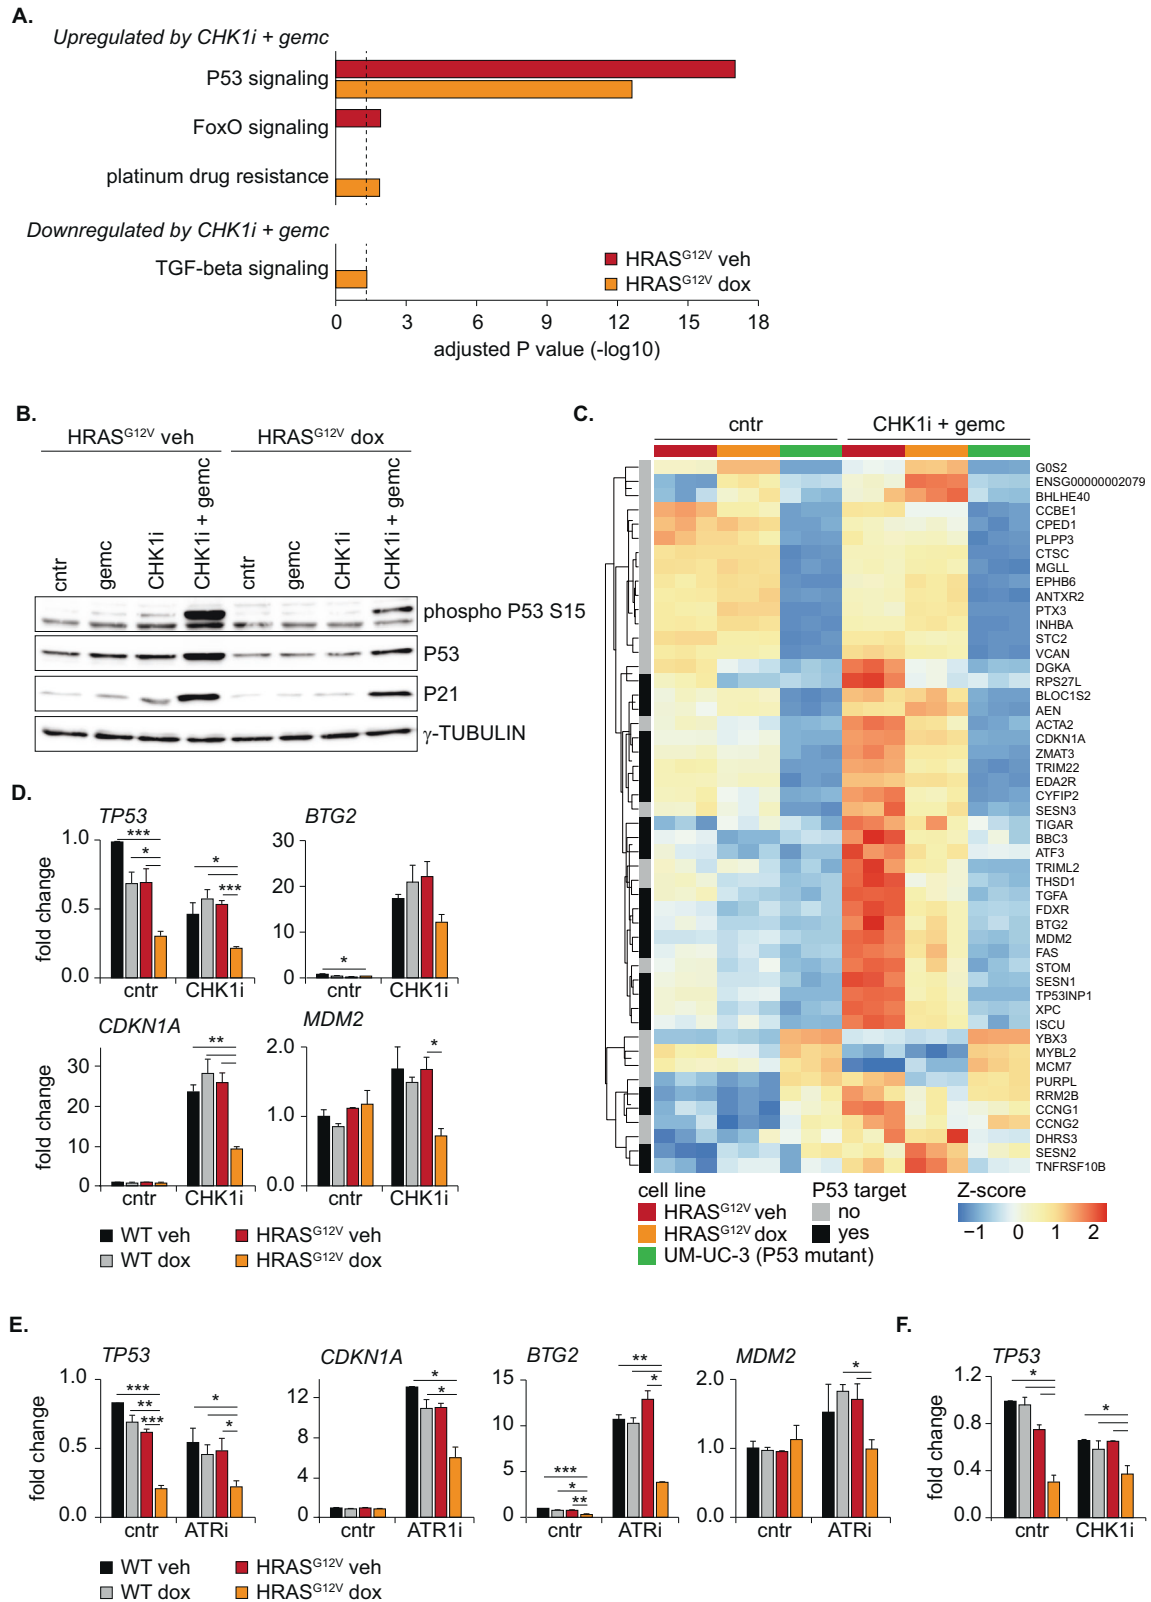 A.
Upregulated by CHK1i + gemc
P53 signaling
FoxO signaling
platinum drug resistance
Downregulated by CHK1i + gemc
TGF-beta signaling
HRASG12V veh
HRASG12V dox
0 3 6 9 12 15 18
adjusted P value (-log10)
B.
HRASG12V veh HRASG12V dox
cntr gemc CHK1i CHK1i + gemc cntr gemc CHK1i CHK1i + gemc
phospho P53 S15
P53
P21
γ-TUBULIN
C.
cntr CHK1i + gemc
G0S2
ENSG00000002079
BHLHE40
CCBE1
CPED1
PLPP3
CTSC
MGLL
EPHB6
ANTXR2
PTX3
INHBA
STC2
VCAN
DGKA
RPS27L
BLOC1S2
AEN
ACTA2
CDKN1A
ZMAT3
TRIM22
EDA2R
CYFIP2
SESN3
TIGAR
BBC3
ATF3
TRIML2
THSD1
TGFA
FDXR
BTG2
MDM2
FAS
STOM
SESN1
TP53INP1
XPC
ISCU
YBX3
MYBL2
MCM7
PURPL
RRM2B
CCNG1
CCNG2
DHRS3
SESN2
TNFRSF10B
cell line P53 target Z-score
HRASG12V veh no
HRASG12V dox yes
UM-UC-3 (P53 mutant)
−1 0 1 2
D.
TP53 BTG2
fold change
1.0
0.5
0.0
*** * * ***
cntr CHK1i
30
20
10
0
*
cntr CHK1i
CDKN1A MDM2
fold change
30
20
10
0
**
cntr CHK1i
2.0
1.0
0.0
*
cntr CHK1i
WT veh HRASG12V veh
WT dox HRASG12V dox
E.
TP53 CDKN1A BTG2 MDM2
fold change
1.0
0.5
0.0
*** ** *** * *
cntr ATRi
12
8
4
0
* *
cntr ATR1i
15
10
5
0
*** * ** ** *
cntr ATRi
2.0
1.0
0.0
*
cntr ATRi
WT veh HRASG12V veh
WT dox HRASG12V dox
F.
TP53
fold change
1.2
0.8
0.4
0.0
* *
cntr CHK1i